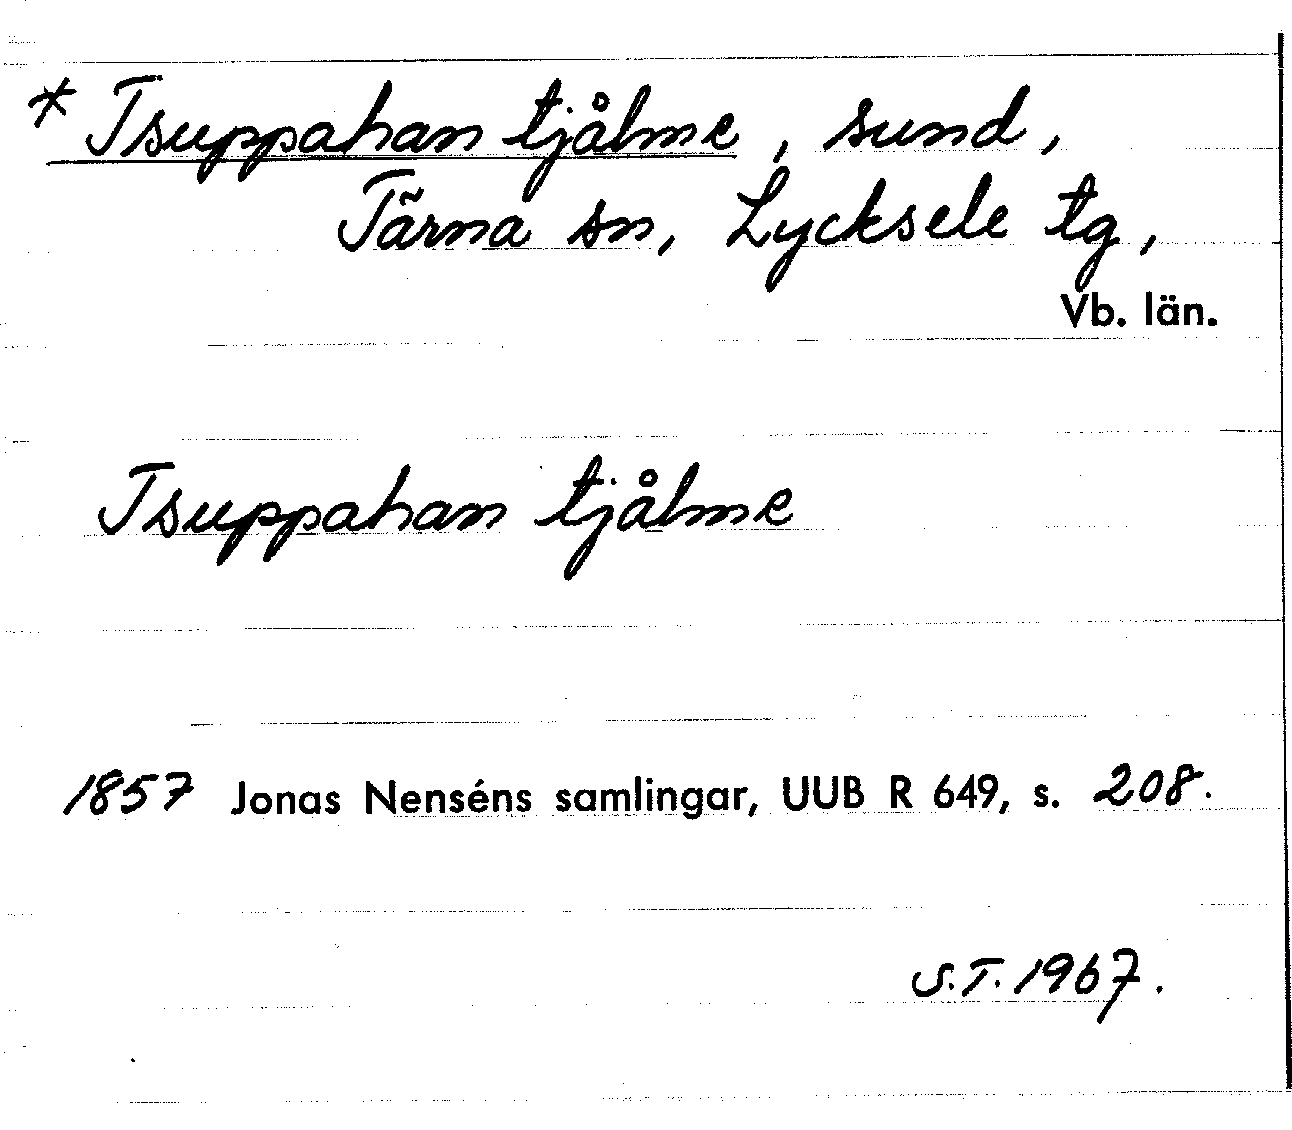 * Tsuppahan tjålme, sund,
Tärna sn, Lycksele tg,
Vb. län.
Tsuppahan tjålme
1857 Jonas Nenséns samlingar, UUB R 649, s. 208.
S.T. 1967.